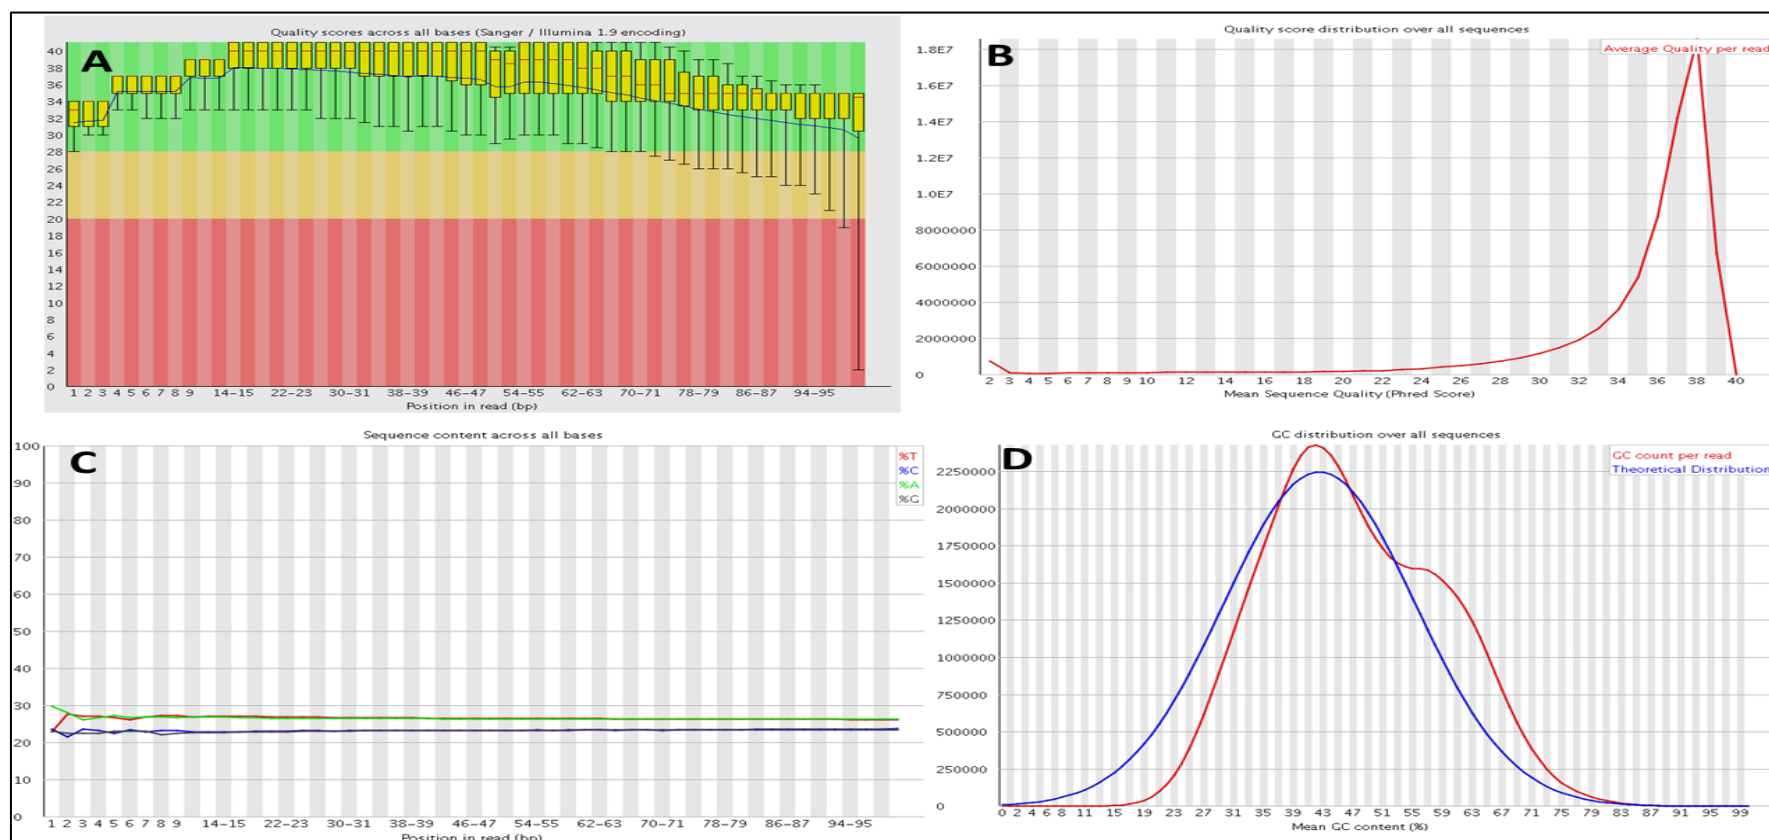 Quality scores across all bases (Sanger / Illumina 1.9 encoding)
A
40
38
36
34
32
30
28
26
24
22
20
18
16
14
12
10
8
6
4
2
0
1 2 3 4 5 6 7 8 9 14-15 22-23 30-31 38-39 46-47 54-55 62-63 70-71 78-79 86-87 94-95
Position in read (bp)
Quality score distribution over all sequences
B
Average Quality per read
1.8E7
1.6E7
1.4E7
1.2E7
1.0E7
8000000
6000000
4000000
2000000
0
2 3 4 5 6 7 8 9 10 12 14 16 18 20 22 24 26 28 30 32 34 36 38 40
Mean Sequence Quality (Phred Score)
Sequence content across all bases
C
%T
%C
%A
%G
100
90
80
70
60
50
40
30
20
10
0
1 2 3 4 5 6 7 8 9 14-15 22-23 30-31 38-39 46-47 54-55 62-63 70-71 78-79 86-87 94-95
Position in read (bp)
GC distribution over all sequences
D
GC count per read
Theoretical Distribution
2250000
2000000
1750000
1500000
1250000
1000000
750000
500000
250000
0
0 2 4 6 8 11 15 19 23 27 31 35 39 43 47 51 55 59 63 67 71 75 79 83 87 91 95 99
Mean GC content (%)